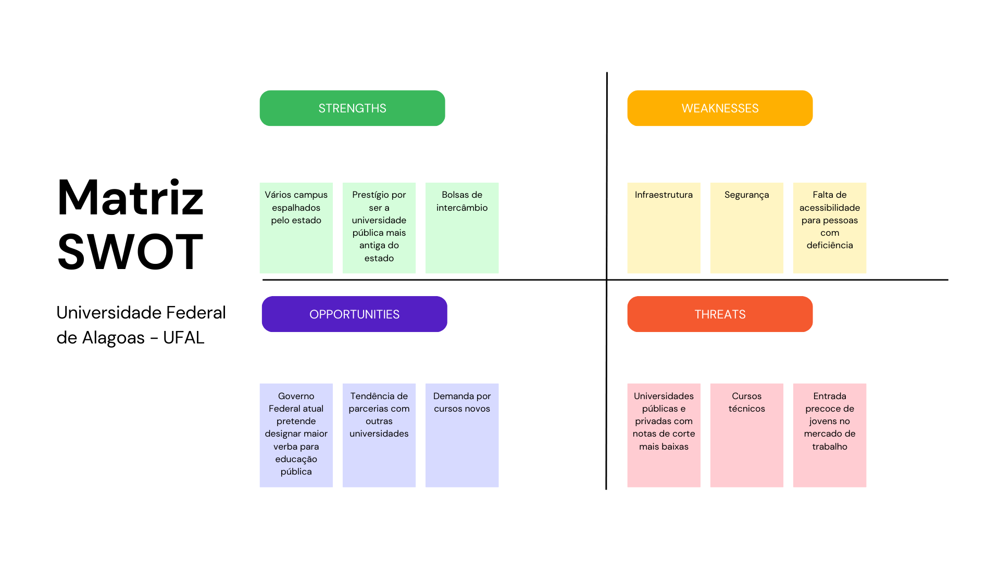 Matriz
SWOT
Universidade Federal
de Alagoas - UFAL
STRENGTHS
Vários campus
espalhados
pelo estado
Prestígio por
ser a
universidade
pública mais
antiga do
estado
Bolsas de
intercâmbio
WEAKNESSES
Infraestrutura
Segurança
Falta de
acessibilidade
para pessoas
com
deficiência
OPPORTUNITIES
Governo
Federal atual
pretende
designar maior
verba para
educação
pública
Tendência de
parcerias com
outras
universidades
Demanda por
cursos novos
THREATS
Universidades
públicas e
privadas com
notas de corte
mais baixas
Cursos
técnicos
Entrada
precoce de
jovens no
mercado de
trabalho